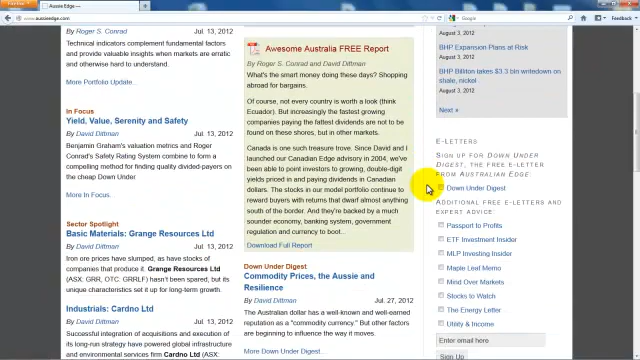 Firefox
Aussie Edge —
www.aussieedge.com
Google
Feedback
By Roger S. Conrad Jul. 13, 2012
Technical indicators complement fundamental factors
and provide valuable insight when markets are erratic
and otherwise hard to understand.
More Portfolio Update...
In Focus
Yield, Value, Serenity and Safety
By David Dittman Jul. 13, 2012
Benjamin Graham's valuation metrics and Roger
Conrad's Safety Rating System combine to form a
compelling method for finding quality divided-payers on
the cheap Down Under
More In Focus...
Sector Spotlight
Basic Materials: Grange Resources Ltd
By David Dittman Jul. 13, 2012
Iron ore prices have slumped, as have stocks of
companies that produce it. Grange Resources Ltd
(ASX: GRR, OTC: GRRLF) hasn't been spared, but its
unique integrated set it up for long-term growth.
Industrials: Cardno Ltd
By David Dittman Jul. 13, 2012
Successful integration of acquisitions and execution of
its long-run strategy have powered global infrastructure
and environmental services firm Cardno Ltd (ASX:
Awesome Australia FREE Report
By Roger S. Conrad and David Dittman
What's the smart money doing these days? Shopping
abroad for bargains.
Of course, not every country is worth a look (think
Ecuador). But increasingly the fastest growing
companies paying the fattest dividends are not to be
found on these shores, but in other markets.
Canada is one such treasure trove. Since David and I
launched our Canadian Edge advisory in 2004, we've
been able to point investors to growing, double-digit
yields priced in and paying dividends in Canadian
dollars. The stocks in our model portfolio continue to
reward buyers with returns that dwarf almost anything
south of the border. And they're backed by a much
sounder economy, banking system, government
regulation and currency to boot...
Download Full Report
Down Under Digest
Commodity Prices, the Aussie and
Resilience
By David Dittman Jul. 27, 2012
The Australian dollar has a well-known and well-earned
reputation as a "commodity currency." But other factors
are beginning to influence the way it moves.
More Down Under Digest...
August 3, 2012
BHP Expansion Plans at Risk
August 3, 2012
BHP Billiton takes $3.3 bln writedown on
shale, nickel
August 3, 2012
Next »
E-LETTERS
SIGN UP FOR DOWN UNDER
DIGEST, THE FREE E-LETTER
FROM AUSTRALIAN EDGE
Down Under Digest
ADDITIONAL FREE E-LETTERS AND
EXPERT ADVICE
Passport to Profits
ETF Investment Insider
MLP Investing Insider
Maple Leaf Memo
Mind Over Markets
Stocks to Watch
The Energy Letter
Utility & Income
Enter email here
Sign Up